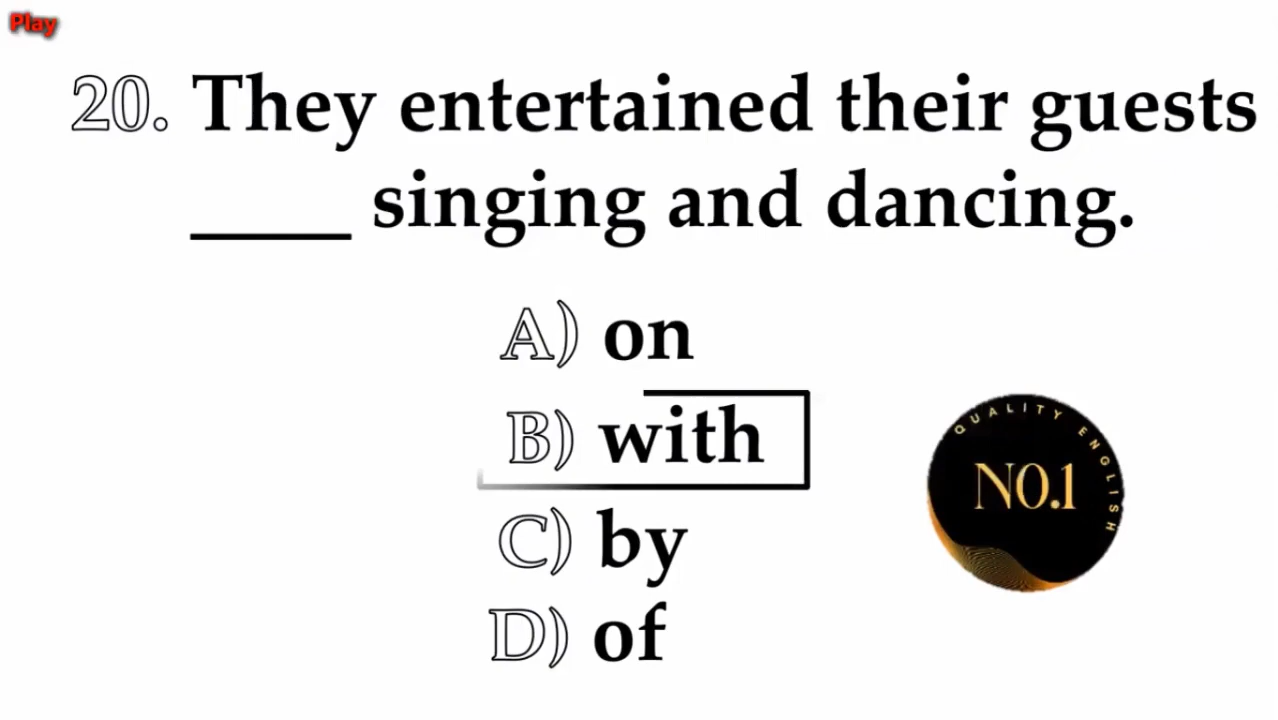 Play
20. They entertained their guests
____ singing and dancing.
A) on
B) with
C) by
D) of
QUALITY ENGLISH
NO.1